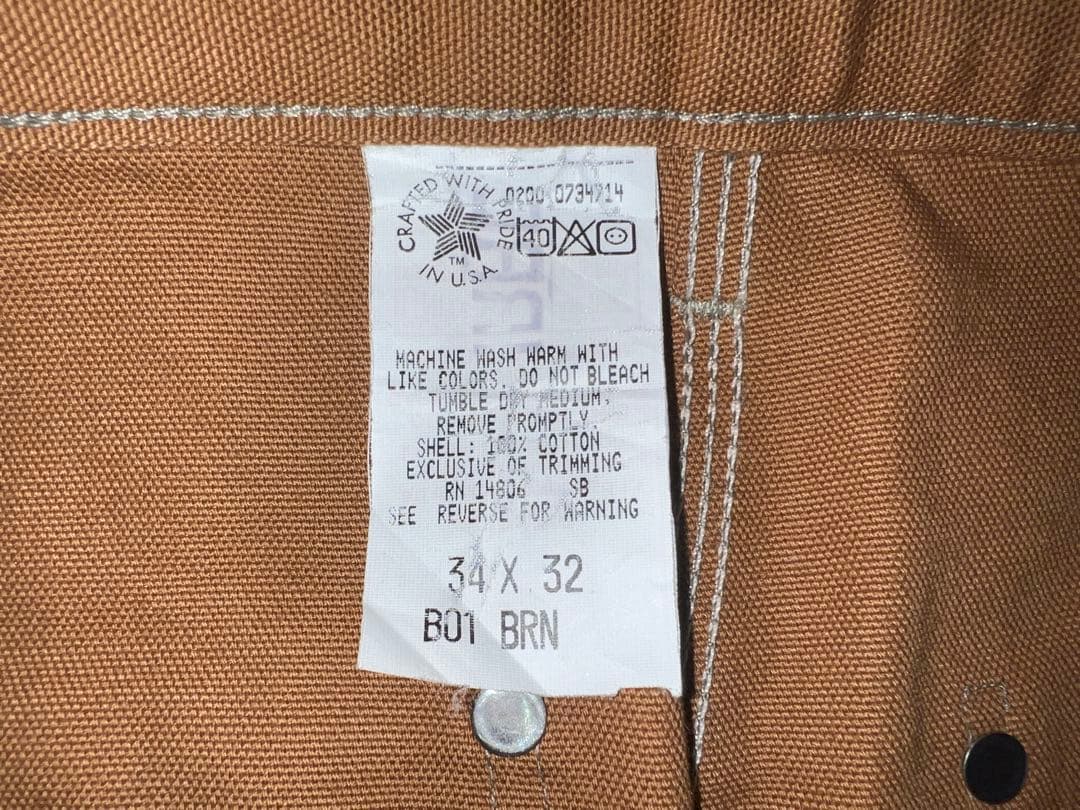 CRAFTED WITH PRIDE
IN U.S.A.
TM
0200 0734914
40
MACHINE WASH WARM WITH
LIKE COLORS. DO NOT BLEACH
TUMBLE DRY MEDIUM.
REMOVE PROMPTLY.
SHELL: 100% COTTON
EXCLUSIVE OF TRIMMING
RN 14806 SB
SEE REVERSE FOR WARNING
34 X 32
B01 BRN